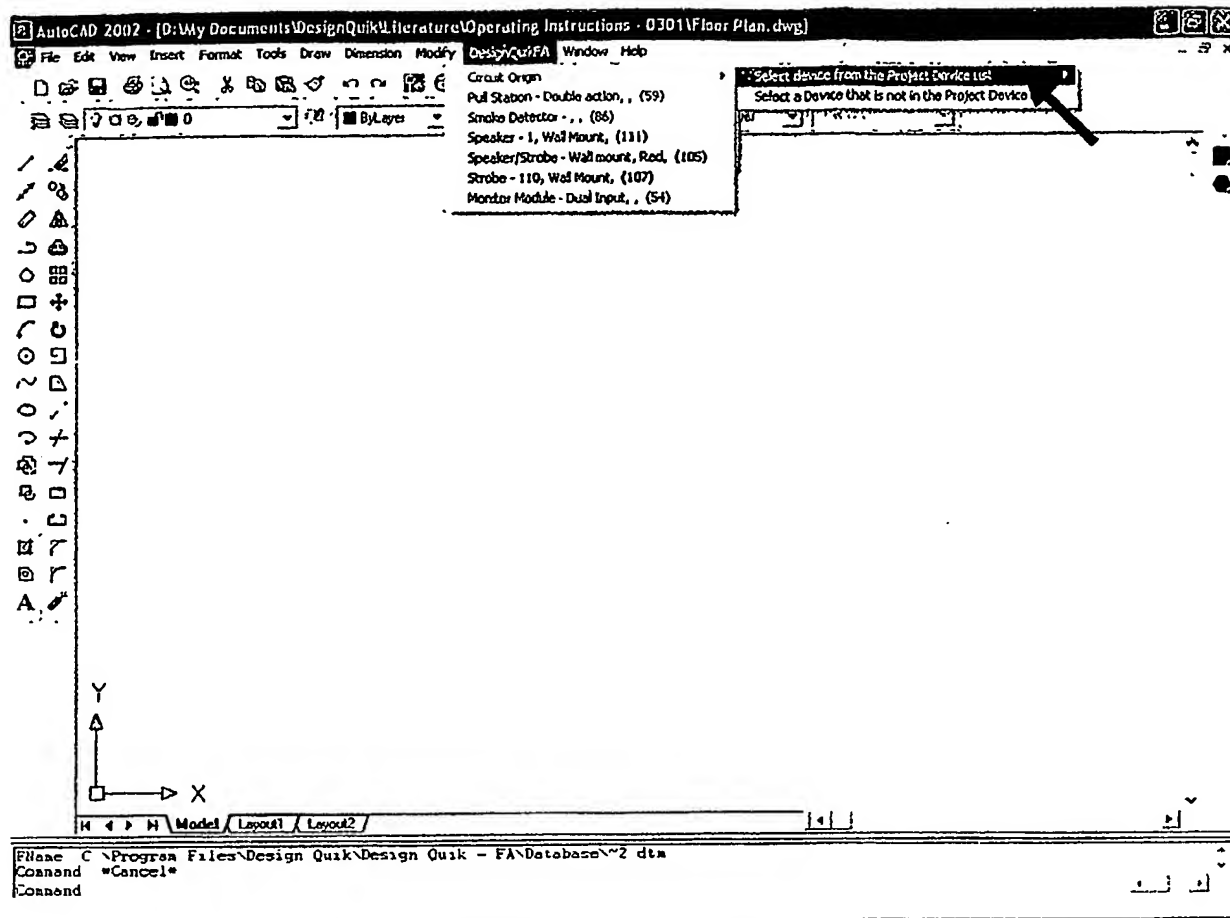 AutoCAD 2002 - [D:\My Documents\DesignQuik\Literature\Operating Instructions - 0301\Floor Plan.dwg]
File Edit View Insert Format Tools Draw Dimension Modify Window Help
Circuit Origin
Pull Station - Double action, , (59)
Smoke Detector - , , (86)
Speaker - 1, Wall Mount, (111)
Speaker/Strobe - Wall mount, Red, (105)
Strobe - 110, Wall Mount, (107)
Monitor Module - Dual Input, , (54)
Select device from the Project Device List
Select a Device that is not in the Project Device
0
ByLayer
A
Y
X
Model Layout1 Layout2
FName C \Program Files\Design Quik\Design Quik - FA\Database\~2 dtm
Command *Cancel*
Command